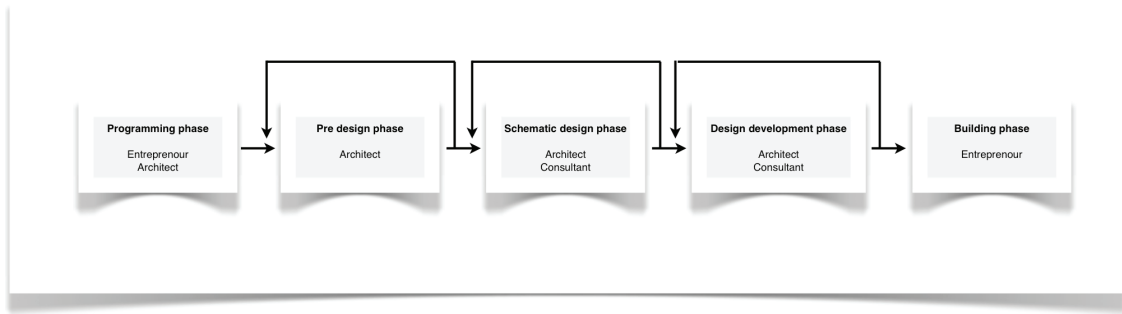 Programming phase
Entreprenour
Architect
Pre design phase
Architect
Schematic design phase
Architect
Consultant
Design development phase
Architect
Consultant
Building phase
Entreprenour